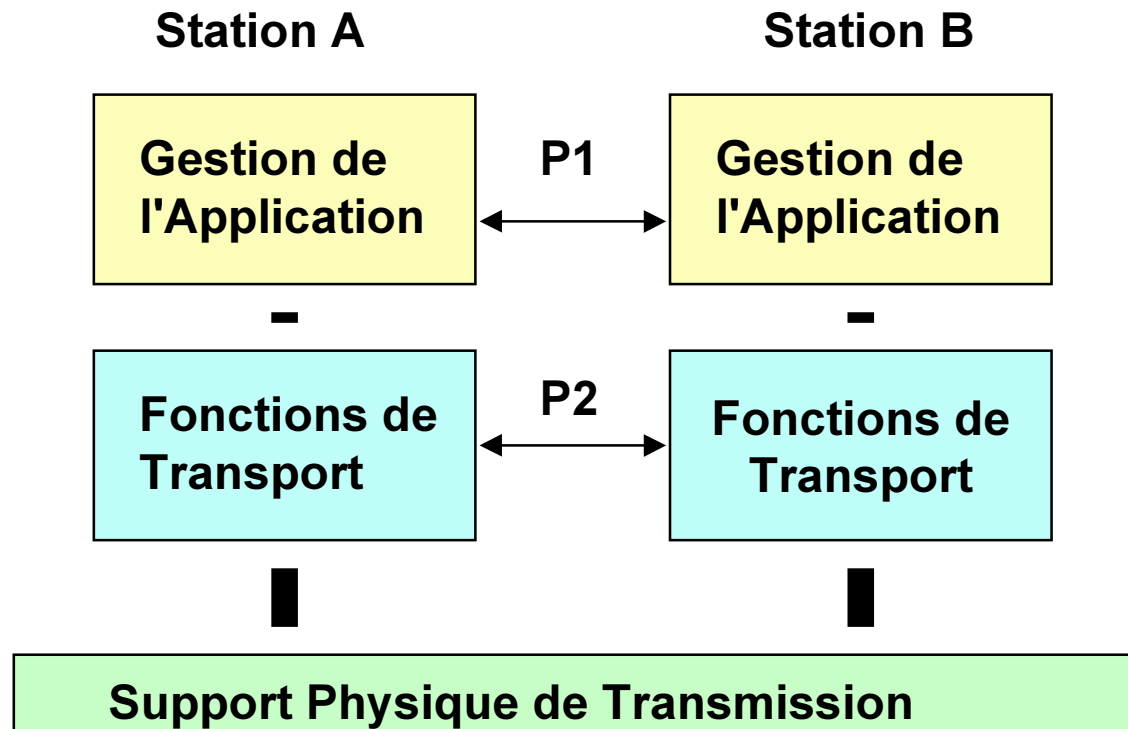 Station A
Station B
Gestion de
l'Application
P1
Gestion de
l'Application
Fonctions de
Transport
P2
Fonctions de
Transport
Support Physique de Transmission